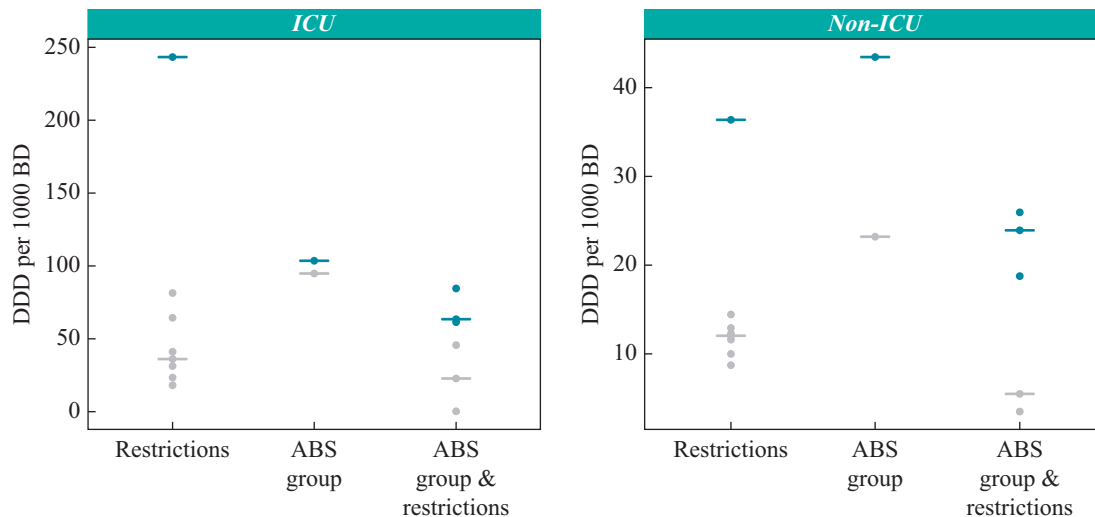 ICU
DDD per 1000 BD
250
200
150
100
50
0
Restrictions
ABS
group
ABS
group &
restrictions
Non-ICU
DDD per 1000 BD
40
30
20
10
Restrictions
ABS
group
ABS
group &
restrictions